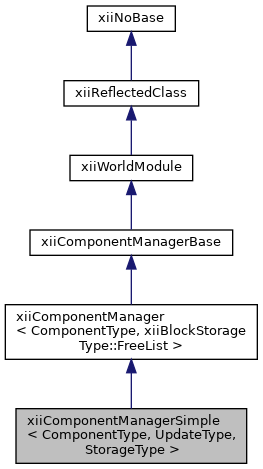 xiiNoBase
xiiReflectedClass
xiiWorldModule
xiiComponentManagerBase
xiiComponentManager
< ComponentType, xiiBlockStorage
Type::FreeList >
xiiComponentManagerSimple
< ComponentType, UpdateType,
StorageType >